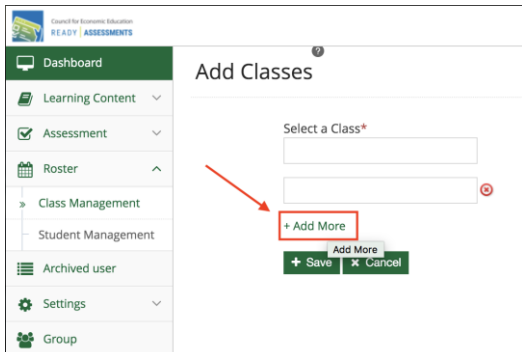 Council for Economic Education
READY ASSESSMENTS
Dashboard
Learning Content
Assessment
Roster
Class Management
Student Management
Archived user
Settings
Group
?
Add Classes
Select a Class*
+ Add More
Add More
+ Save
x Cancel